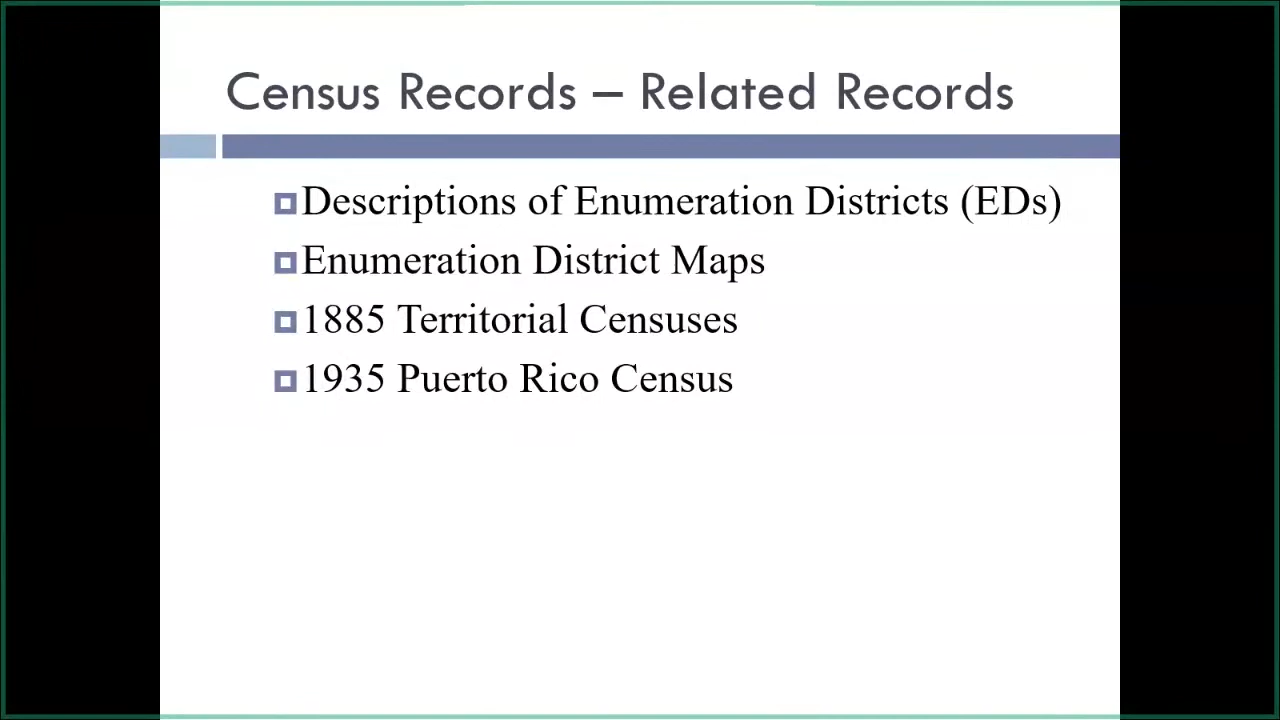 Census Records – Related Records
Descriptions of Enumeration Districts (EDs)
Enumeration District Maps
1885 Territorial Censuses
1935 Puerto Rico Census